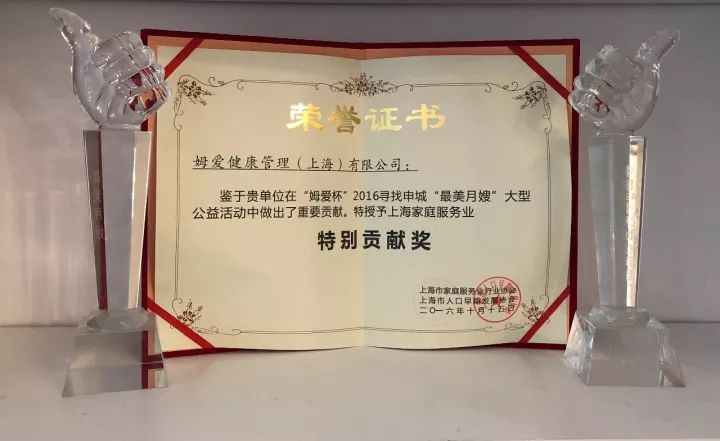 荣誉证书
姆爱健康管理(上海)有限公司:
鉴于贵单位在“姆爱杯”2016寻找申城“最美月嫂”大型
公益活动中做出了重要贡献。特授予上海家庭服务业
特别贡献奖
上海市家庭服务业行业协会
上海市人口早期发展协会
二〇一六年十月十五日